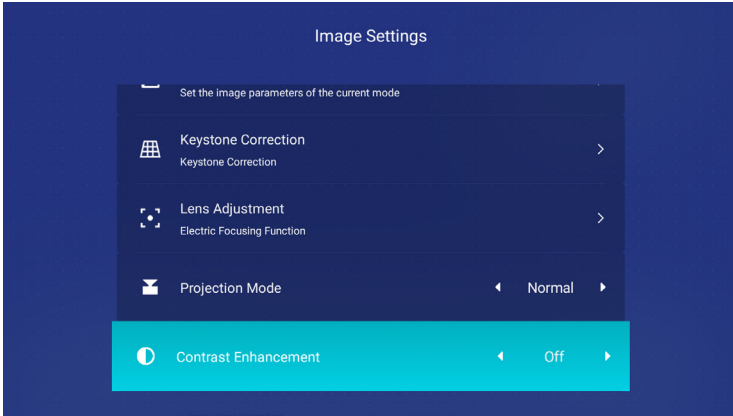 Image Settings
Set the image parameters of the current mode
Keystone Correction
Keystone Correction
Lens Adjustment
Electric Focusing Function
Projection Mode
Normal
Contrast Enhancement
Off